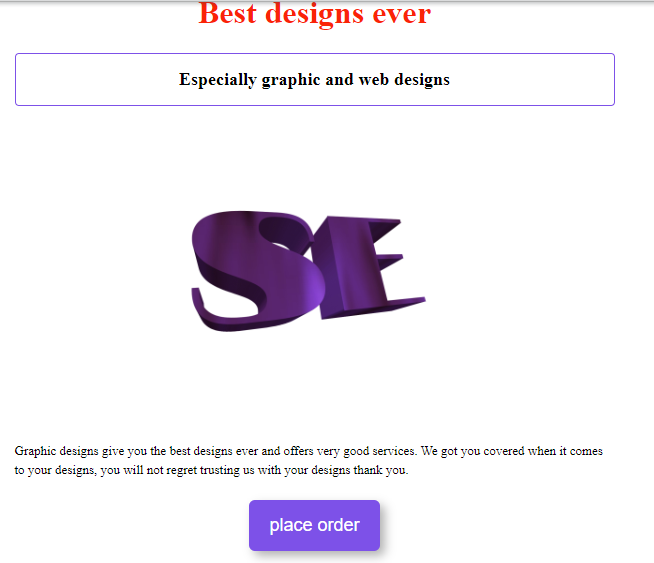 Best designs ever
Especially graphic and web designs
SE
Graphic designs give you the best designs ever and offers very good services. We got you covered when it comes
to your designs, you will not regret trusting us with your designs thank you.
place order